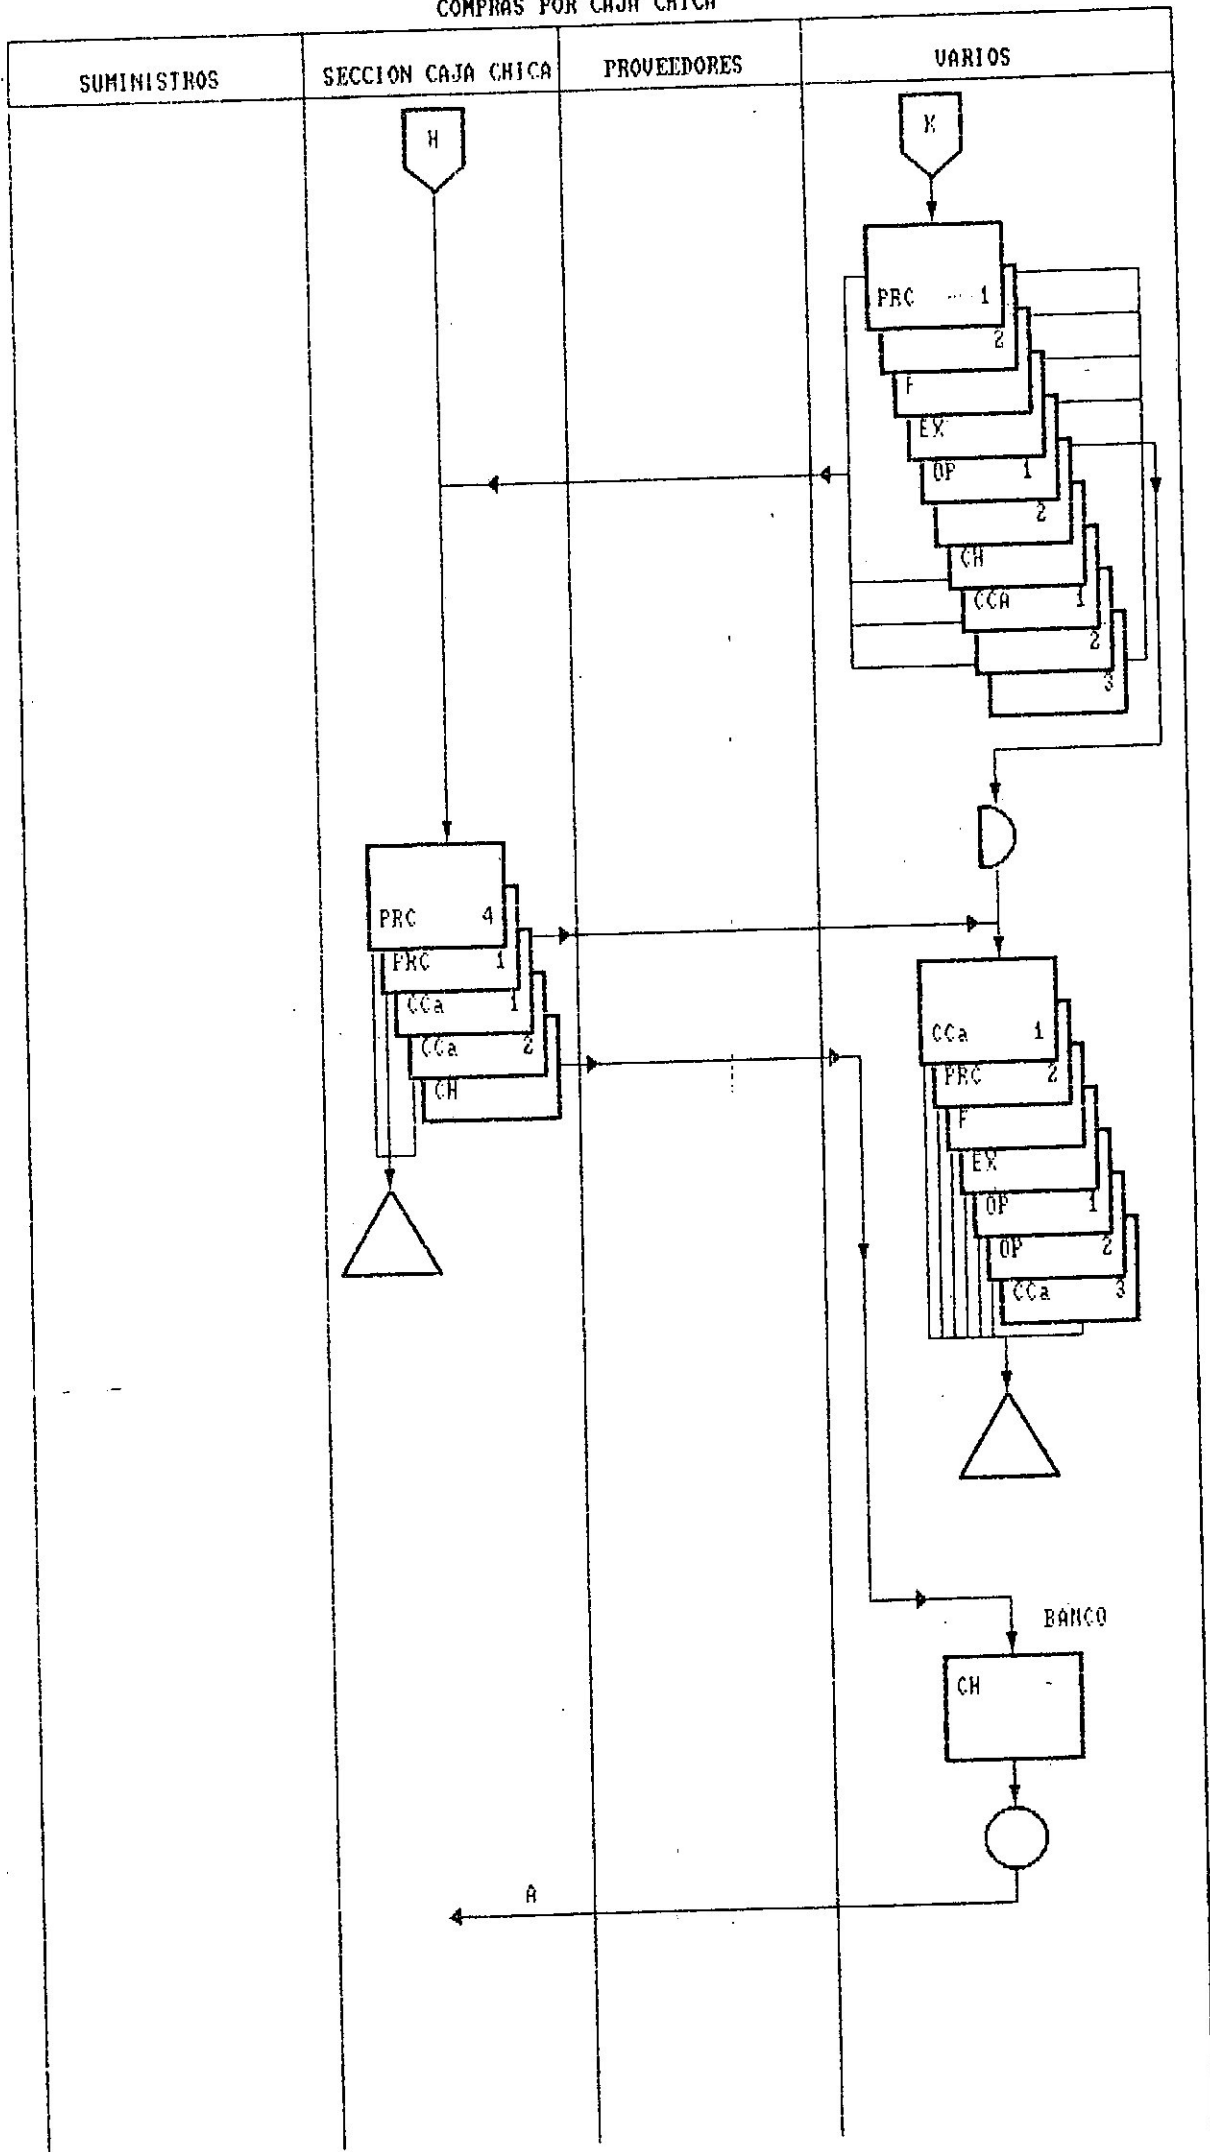 COMPRAS POR CAJA CHICA
SUMINISTROS
SECCION CAJA CHICA
PROVEEDORES
VARIOS
H
K
PRC 1
2
F
EX
OP 1
2
CH
CCA 1
2
3
PRC 4
PRC 1
CCa 1
CCa 2
CH
CCa 1
PRC 2
F
EX
OP 1
OP 2
CCa 3
BANCO
CH
A